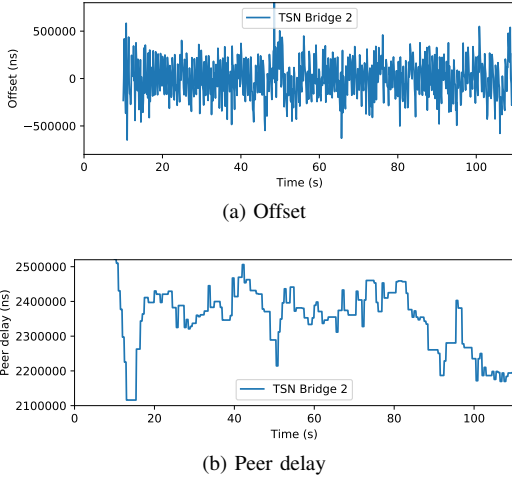 500000
0
−500000
Offset (ns)
TSN Bridge 2
0 20 40 60 80 100
Time (s)
(a) Offset
2500000
2400000
2300000
2200000
2100000
Peer delay (ns)
TSN Bridge 2
0 20 40 60 80 100
Time (s)
(b) Peer delay